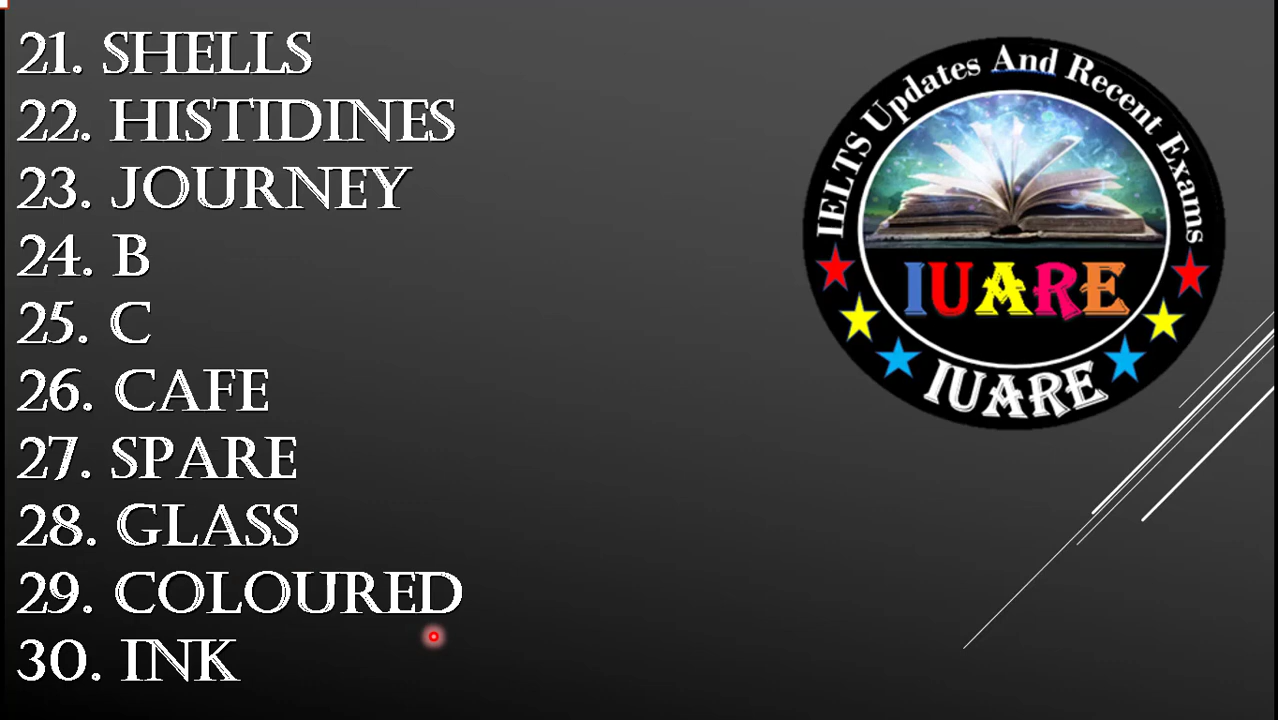 21. SHELLS
22. HISTIDINES
23. JOURNEY
24. B
25. C
26. CAFE
27. SPARE
28. GLASS
29. COLOURED
30. INK
IELTS Updates And Recent Exams
IUARE
IUARE